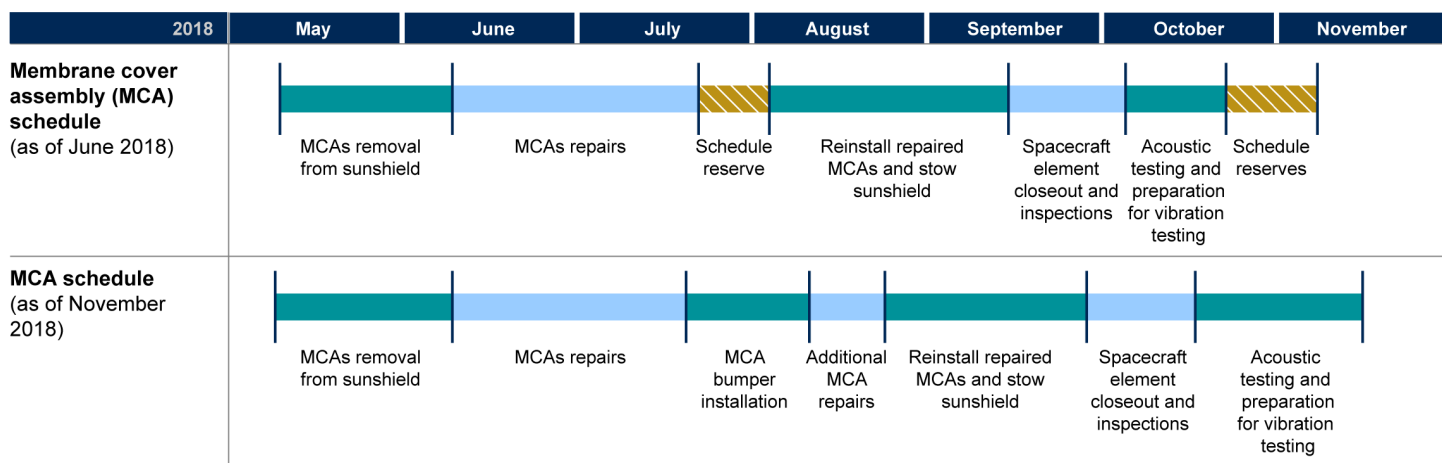 2018 May June July August September October November
Membrane cover
assembly (MCA)
schedule
(as of June 2018)
MCAs removal
from sunshield
MCAs repairs
Schedule
reserve
Reinstall repaired
MCAs and stow
sunshield
Spacecraft
element
closeout and
inspections
Acoustic
testing and
preparation
for vibration
testing
Schedule
reserves
MCA schedule
(as of November
2018)
MCAs removal
from sunshield
MCAs repairs
MCA
bumper
installation
Additional
MCA
repairs
Reinstall repaired
MCAs and stow
sunshield
Spacecraft
element
closeout and
inspections
Acoustic
testing and
preparation
for vibration
testing